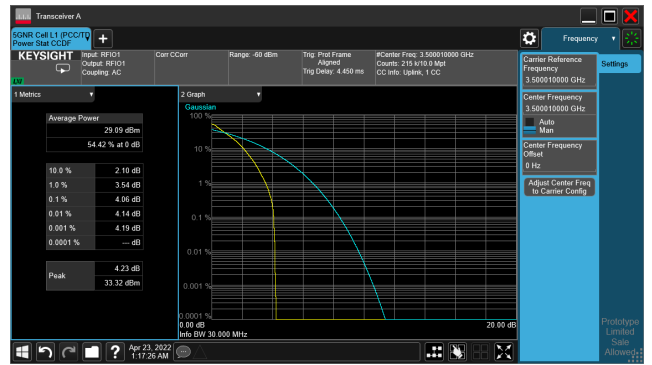 Transceiver A
5GNR Cell L1 (PCC/TD
Power Stat CCDF
Frequency
KEYSIGHT
Input: RFIO1
Output: RFIO1
Coupling: AC
Corr CCorr
Range: -60 dBm
Trig: Prot Frame
Aligned
Trig Delay: 4.450 ms
#Center Freq: 3.500010000 GHz
Counts: 215 k/10.0 Mpt
CC Info: Uplink, 1 CC
LW
Carrier Reference
Frequency
3.500010000 GHz
Settings
Center Frequency
3.500010000 GHz
Auto
Man
Center Frequency
Offset
0 Hz
Adjust Center Freq
to Carrier Config
1 Metrics
2 Graph
Average Power
29.09 dBm
54.42 % at 0 dB
10.0 % 2.10 dB
1.0 % 3.54 dB
0.1 % 4.06 dB
0.01 % 4.14 dB
0.001 % 4.19 dB
0.0001 % --- dB
Peak
4.23 dB
33.32 dBm
Gaussian
100 %
10 %
1 %
0.1 %
0.01 %
0.001 %
0.0001 %
0.00 dB
20.00 dB
Info BW 30.000 MHz
Apr 23, 2022
1:17:26 AM
Prototype
Limited
Sale
Allowed